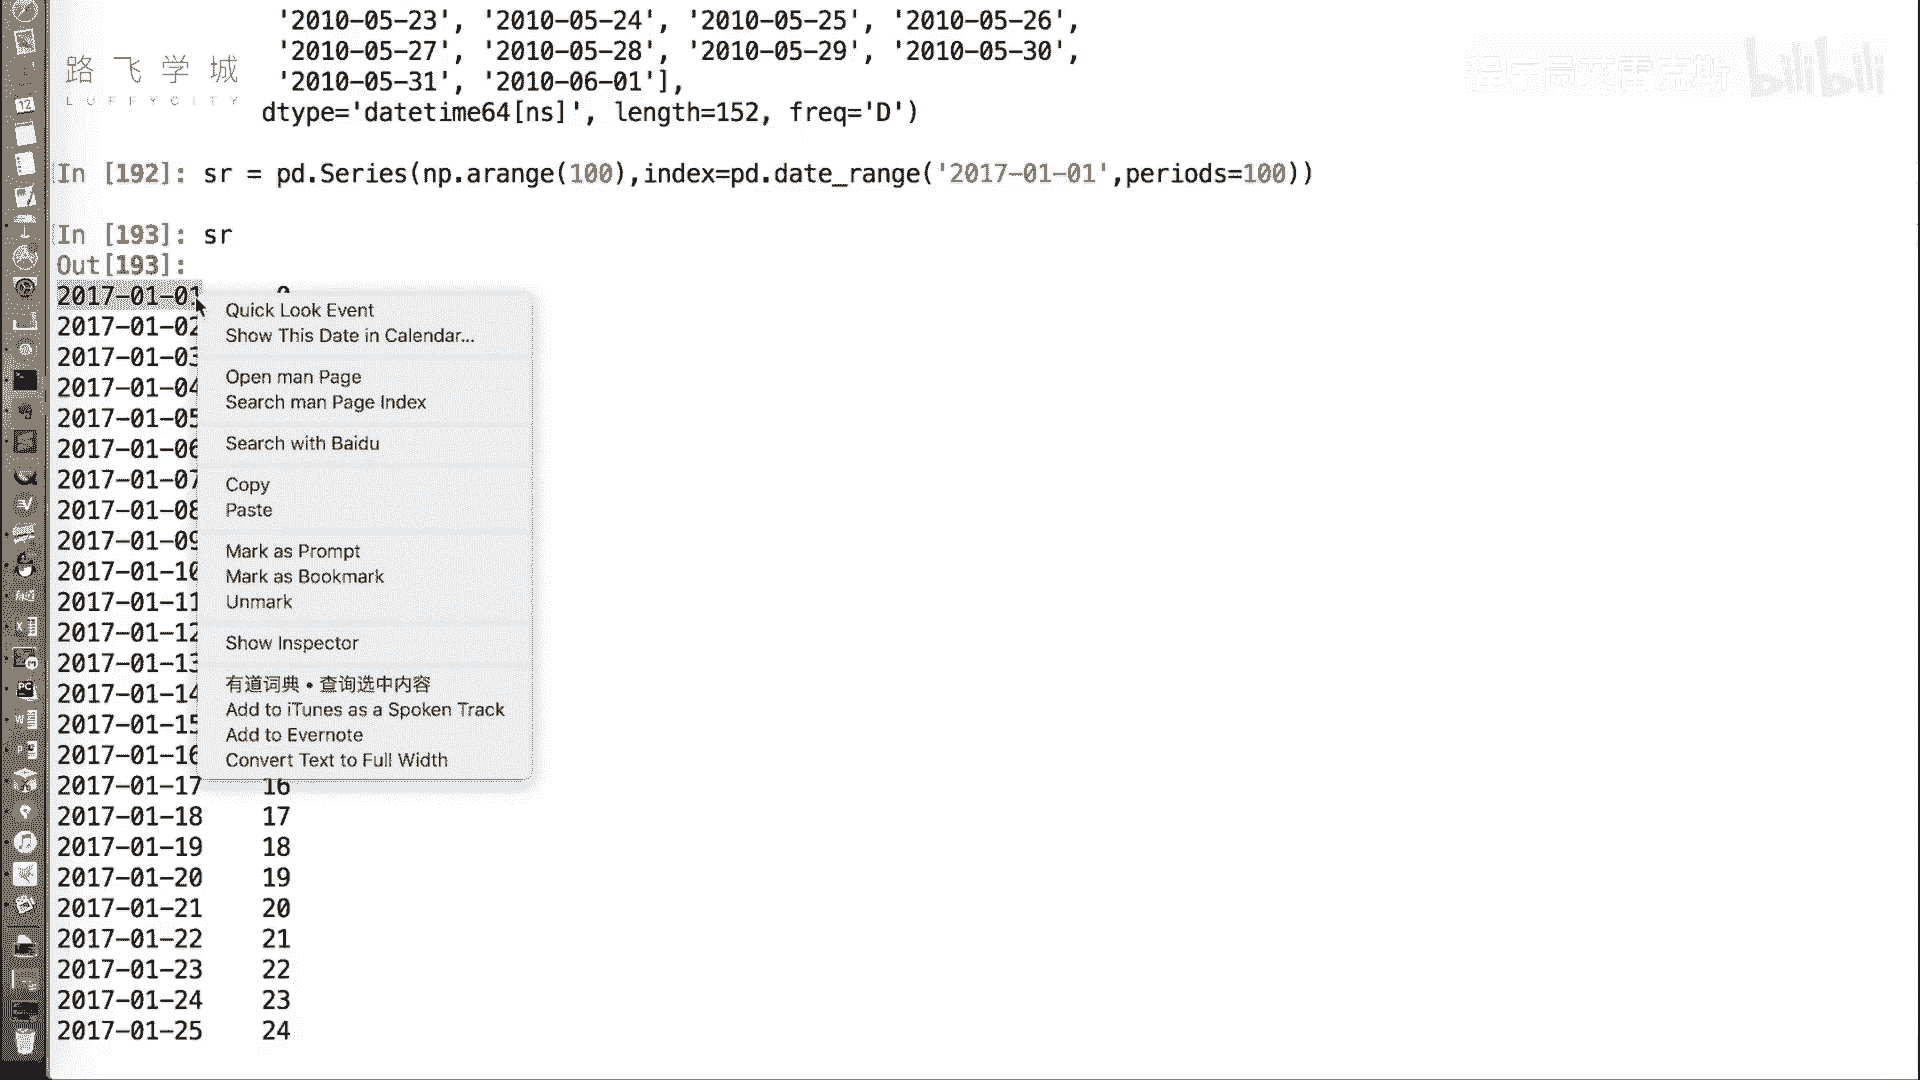 '2010-05-23', '2010-05-24', '2010-05-25', '2010-05-26',
'2010-05-27', '2010-05-28', '2010-05-29', '2010-05-30',
'2010-05-31', '2010-06-01'],
dtype='datetime64[ns]', length=152, freq='D')
路飞学城
LUFFYCITY
程序员艾雷克斯 bilibili
In [192]: sr = pd.Series(np.arange(100),index=pd.date_range('2017-01-01',periods=100))
In [193]: sr
Out[193]:
2017-01-01 0
2017-01-02
2017-01-03
2017-01-04
2017-01-05
2017-01-06
2017-01-07
2017-01-08
2017-01-09
2017-01-10
2017-01-11
2017-01-12
2017-01-13
2017-01-14
2017-01-15
2017-01-16
2017-01-17 16
2017-01-18 17
2017-01-19 18
2017-01-20 19
2017-01-21 20
2017-01-22 21
2017-01-23 22
2017-01-24 23
2017-01-25 24
Quick Look Event
Show This Date in Calendar...
Open man Page
Search man Page Index
Search with Baidu
Copy
Paste
Mark as Prompt
Mark as Bookmark
Unmark
Show Inspector
有道词典 • 查询选中内容
Add to iTunes as a Spoken Track
Add to Evernote
Convert Text to Full Width